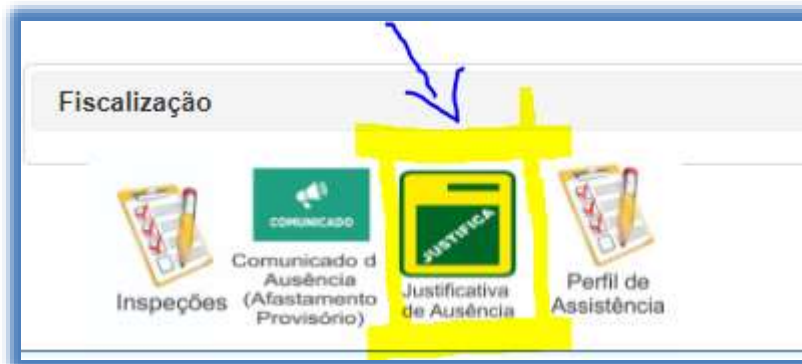 Fiscalização
Inspeções
COMUNICADO
Comunicado d
Ausência
(Afastamento
Provisório)
JUSTIFICA
Justificativa
de Ausência
Perfil de
Assistência